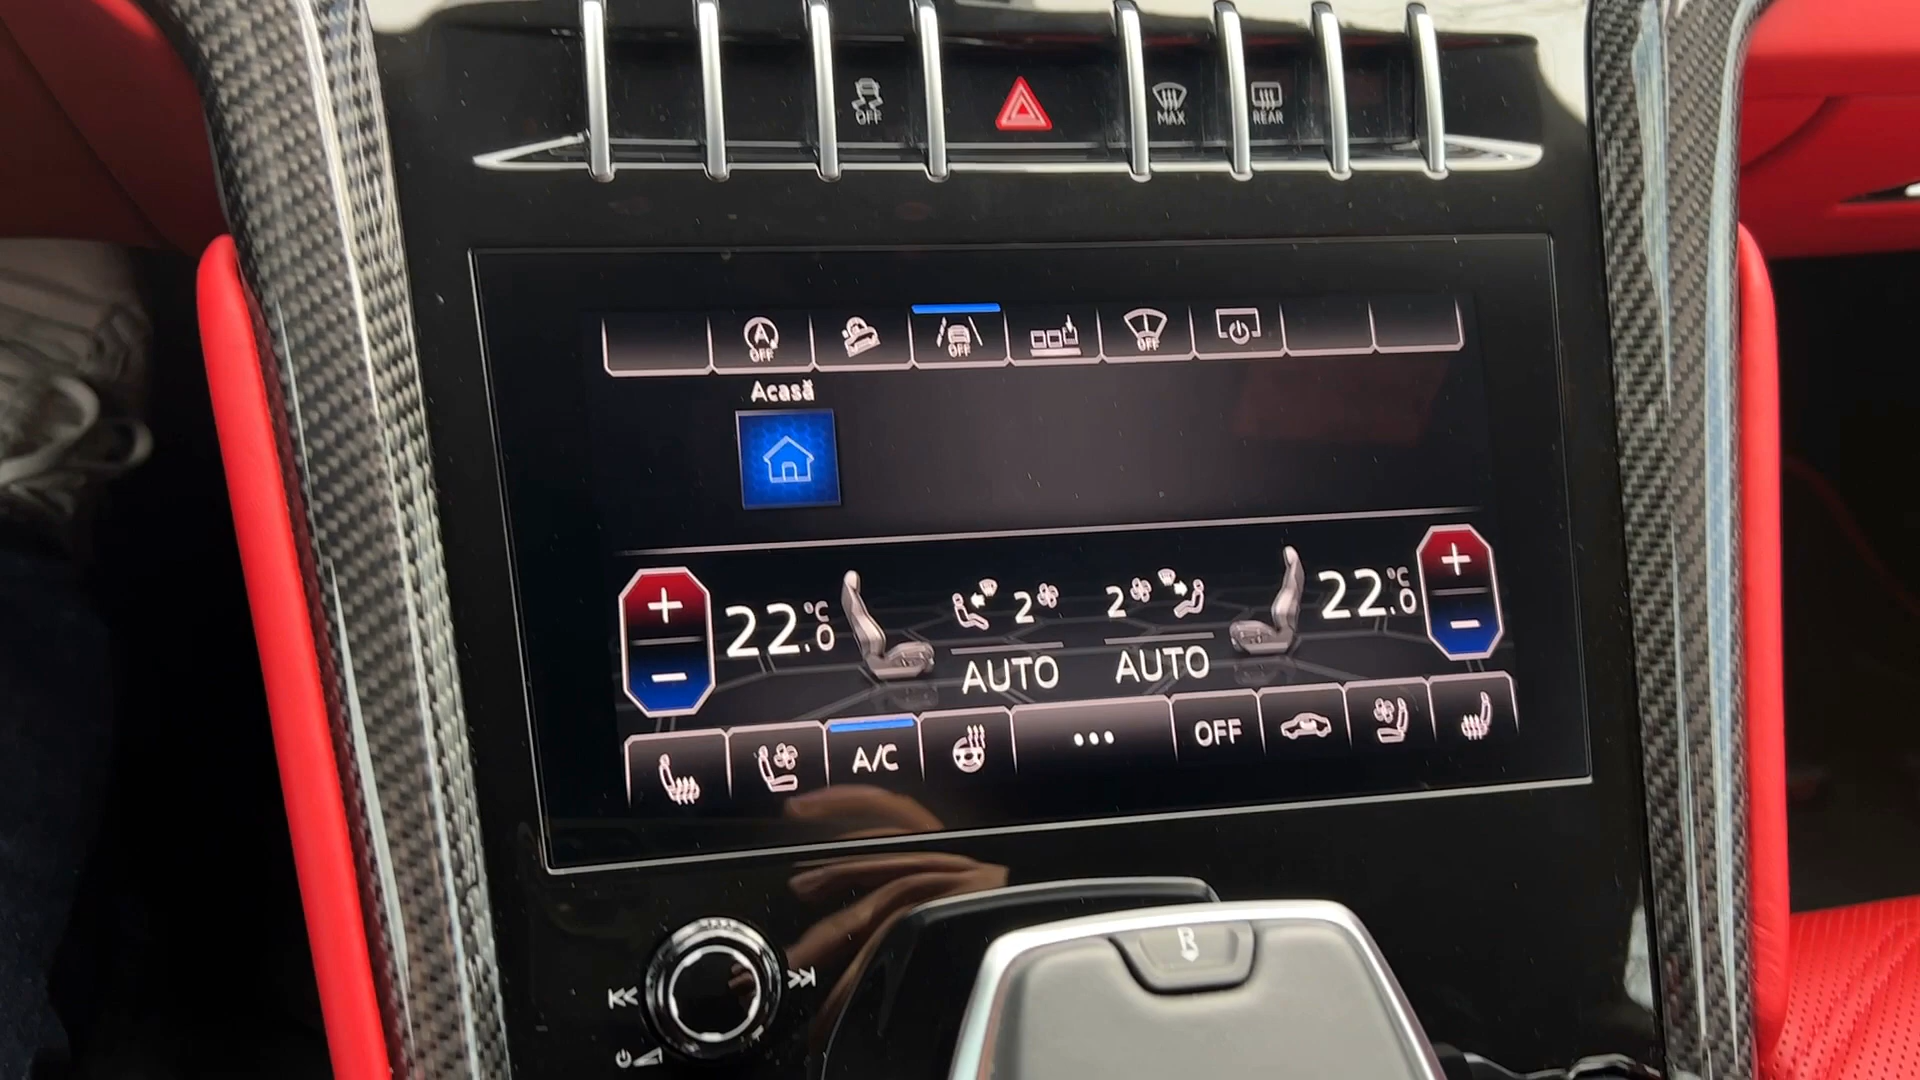 OFF
MAX
REAR
A OFF
OFF
OFF
Acasă
+
22.0 °C
2
2
22.0 °C
+
−
AUTO
AUTO
−
A/C
•••
OFF
R